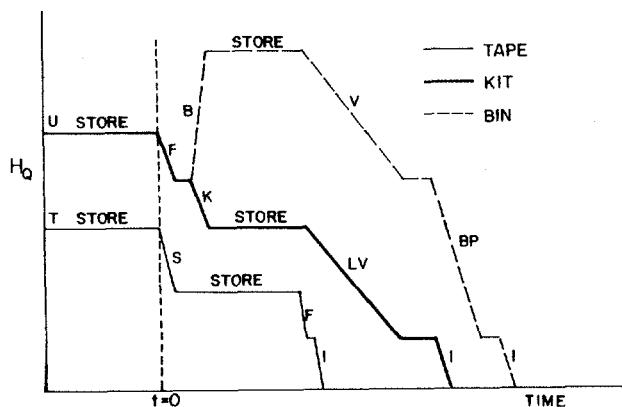 STORE
TAPE
KIT
BIN
B
V
U STORE
F
H_Q
K
T STORE
STORE
S
STORE
LV
BP
F
I
I
I
t=0
TIME